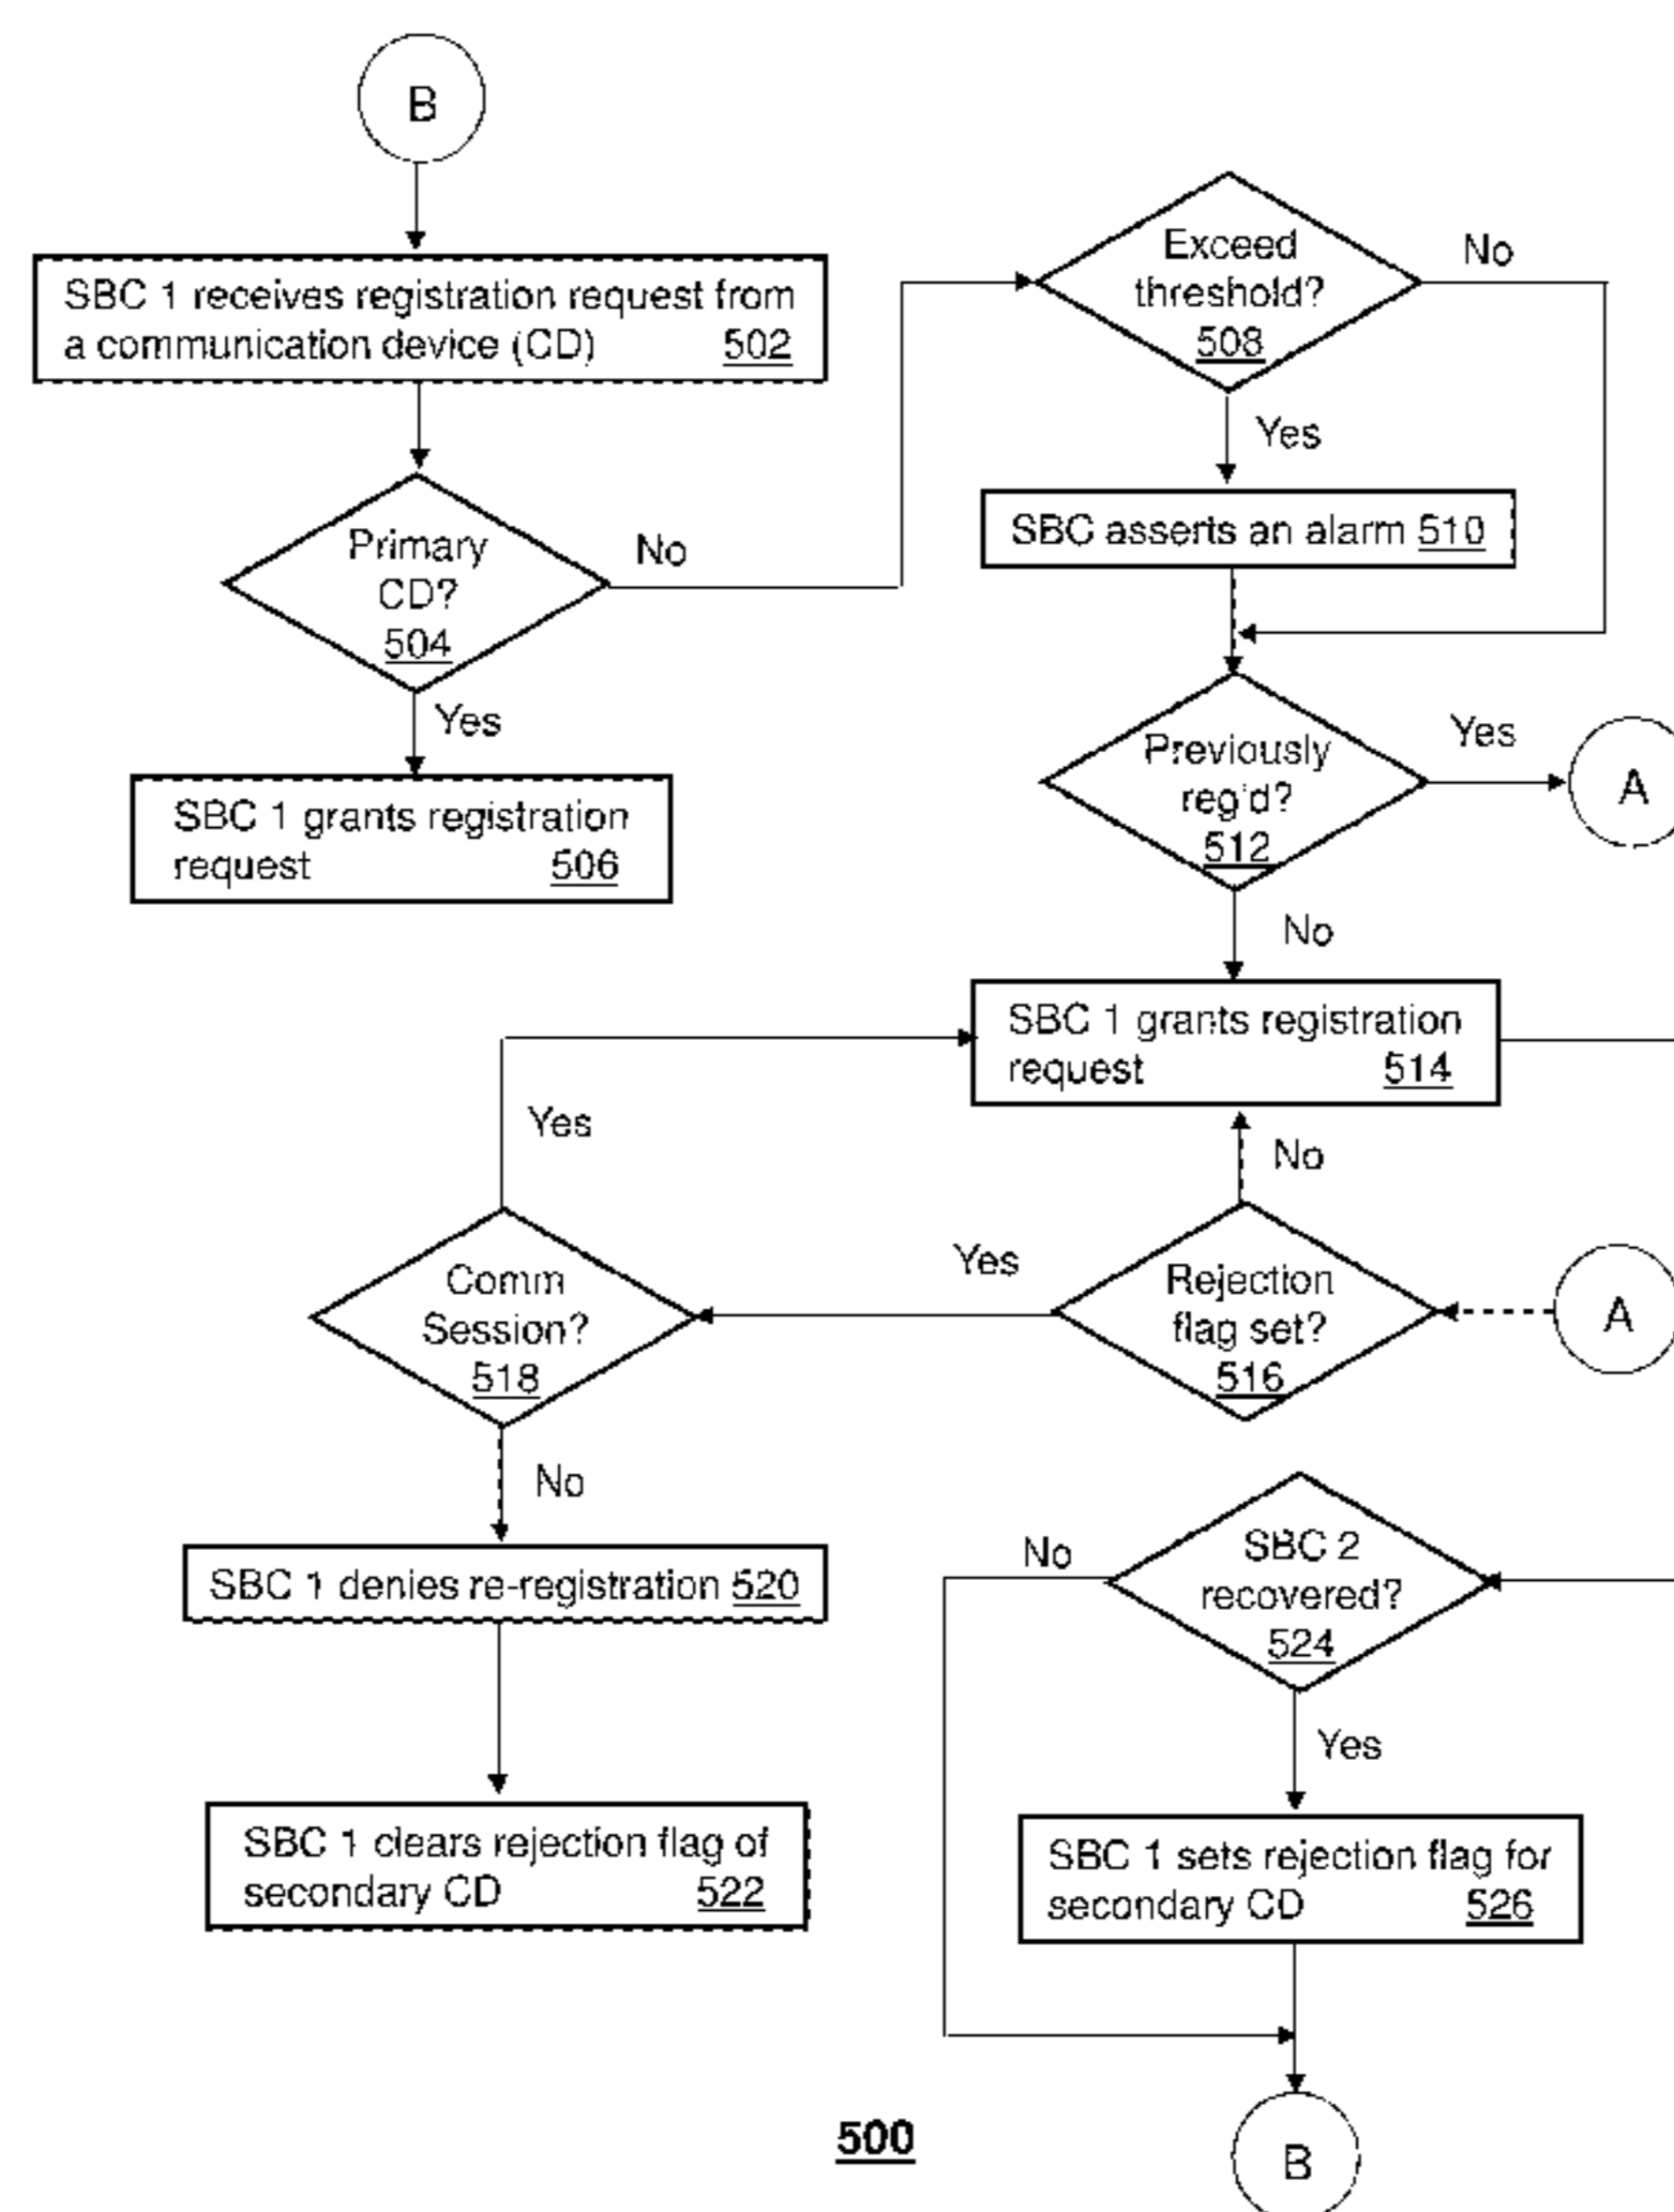 B
SBC 1 receives registration request from
a communication device (CD) 502
Primary
CD?
504
No
Yes
SBC 1 grants registration
request 506
Exceed
threshold?
508
No
Yes
SBC asserts an alarm 510
Previously
reg'd?
512
Yes
A
No
SBC 1 grants registration
request 514
No
Rejection
flag set?
516
A
Yes
Comm
Session?
518
Yes
No
SBC 1 denies re-registration 520
SBC 1 clears rejection flag of
secondary CD 522
SBC 2
recovered?
524
No
Yes
SBC 1 sets rejection flag for
secondary CD 526
B
500